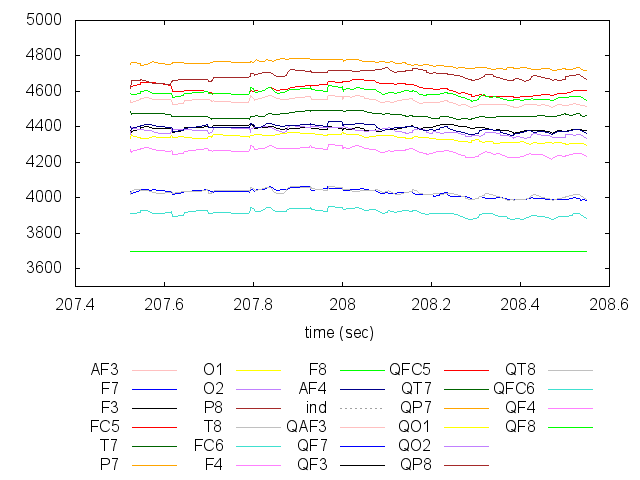 5000
4800
4600
4400
4200
4000
3800
3600
207.4 207.6 207.8 208 208.2 208.4 208.6
time (sec)
AF3 O1 F8 QFC5 QT8
F7 O2 AF4 QT7 QFC6
F3 P8 ind QP7 QF4
FC5 T8 QAF3 QO1 QF8
T7 FC6 QF7 QO2
P7 F4 QF3 QP8